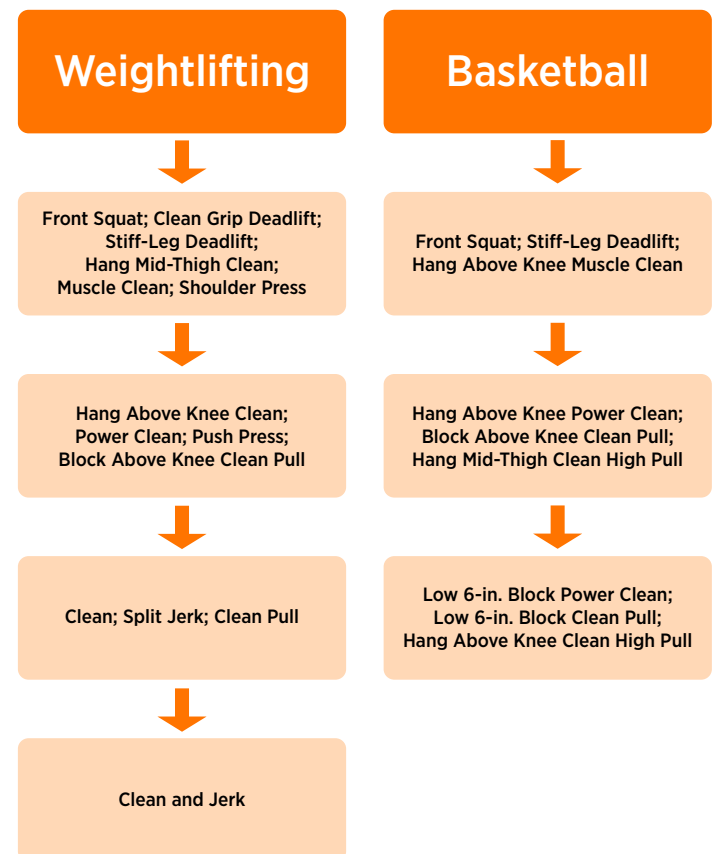 Weightlifting
Front Squat; Clean Grip Deadlift;
Stiff-Leg Deadlift;
Hang Mid-Thigh Clean;
Muscle Clean; Shoulder Press
Hang Above Knee Clean;
Power Clean; Push Press;
Block Above Knee Clean Pull
Clean; Split Jerk; Clean Pull
Clean and Jerk
Basketball
Front Squat; Stiff-Leg Deadlift;
Hang Above Knee Muscle Clean
Hang Above Knee Power Clean;
Block Above Knee Clean Pull;
Hang Mid-Thigh Clean High Pull
Low 6-in. Block Power Clean;
Low 6-in. Block Clean Pull;
Hang Above Knee Clean High Pull